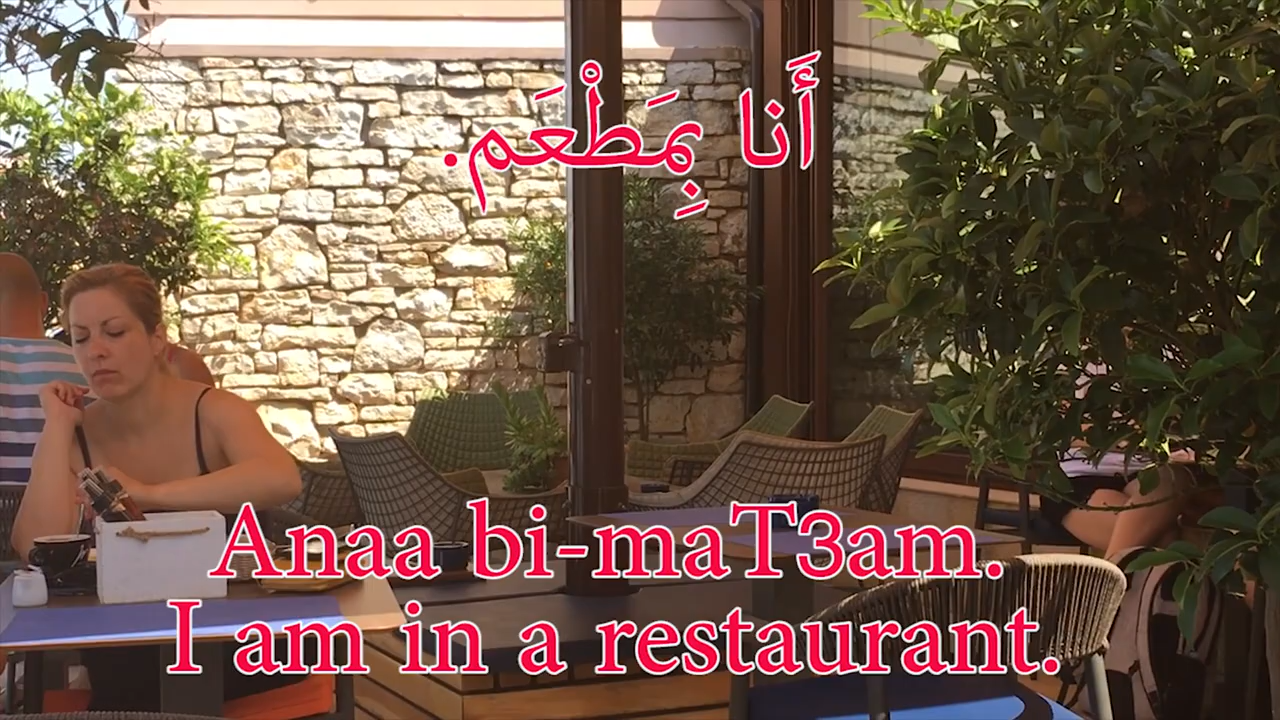 أَنا بِمَطْعَم.
Anaa bi-maT3am.
I am in a restaurant.